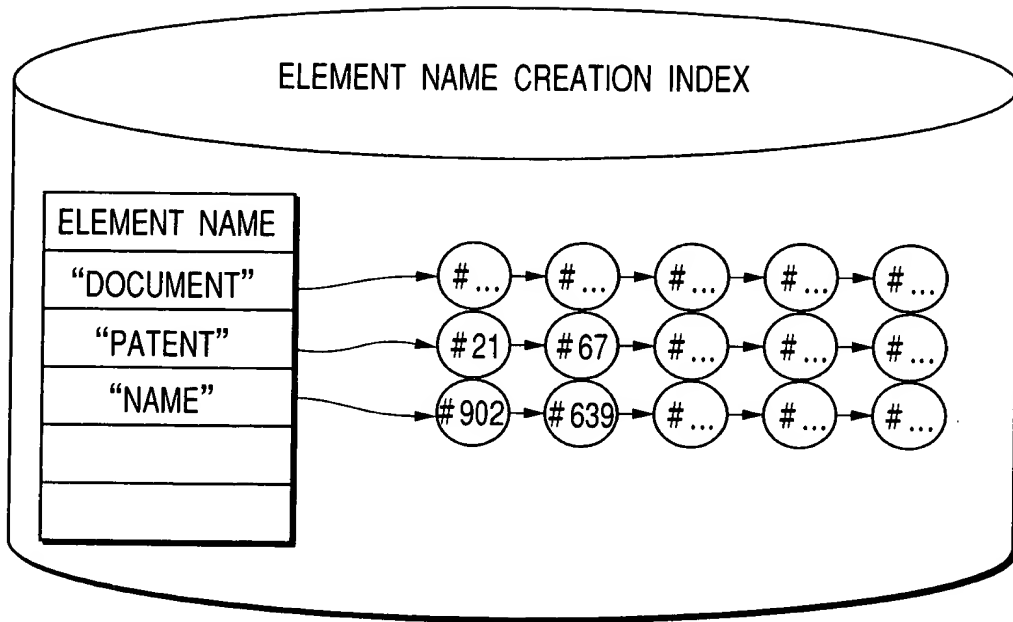 ELEMENT NAME CREATION INDEX
ELEMENT NAME
“DOCUMENT” #... #... #... #... #...
“PATENT” #21 #67 #... #... #...
“NAME” #902 #639 #... #... #...